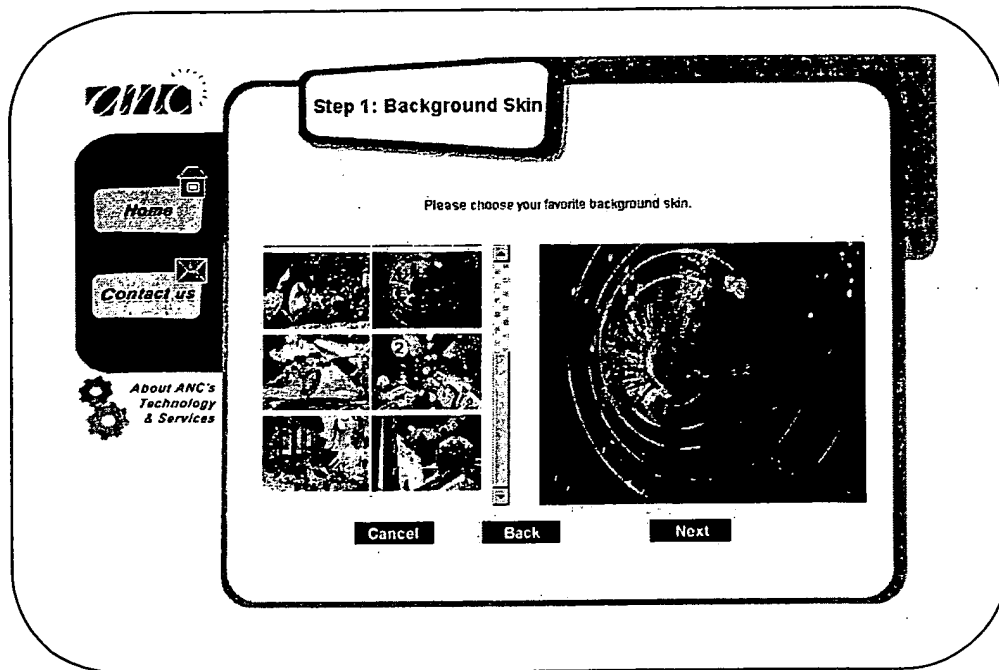 anc
Step 1: Background Skin
Home
Please choose your favorite background skin.
Contact us
2
About ANC's
Technology
& Services
Cancel
Back
Next